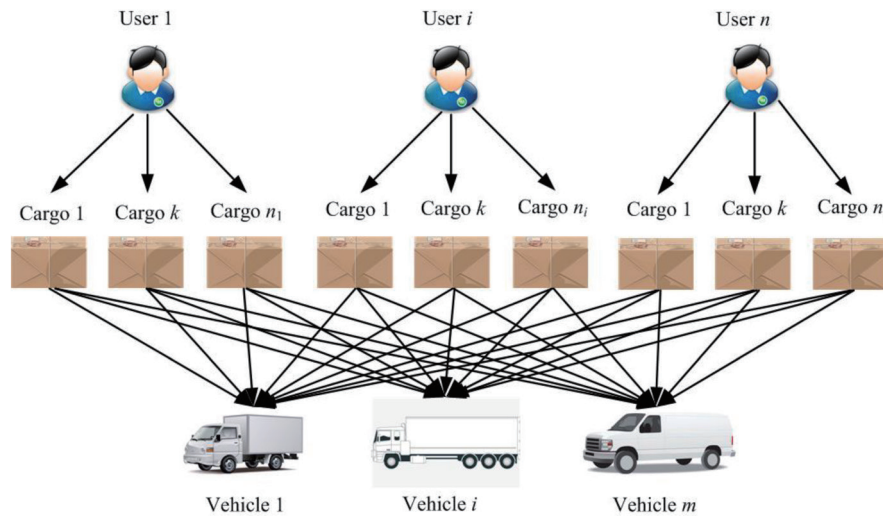 User 1 User i User n
Cargo 1 Cargo k Cargo n₁ Cargo 1 Cargo k Cargo nᵢ Cargo 1 Cargo k Cargo n
Vehicle 1 Vehicle i Vehicle m